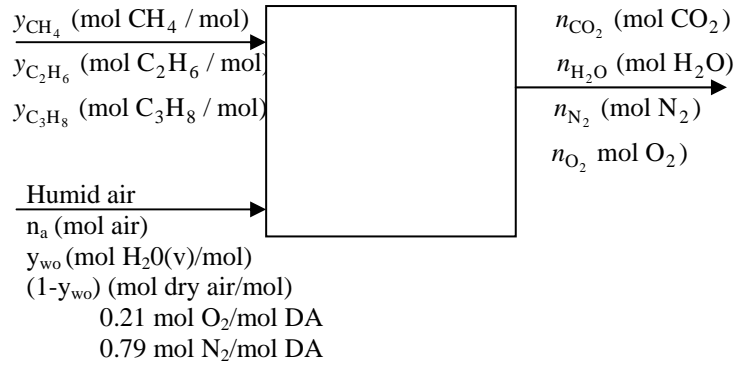 y_CH₄ (mol CH₄ / mol)
y_C₂H₆ (mol C₂H₆ / mol)
y_C₃H₈ (mol C₃H₈ / mol)
n_CO₂ (mol CO₂)
n_H₂O (mol H₂O)
n_N₂ (mol N₂)
n_O₂ mol O₂)
Humid air
nₐ (mol air)
y_wo (mol H₂0(v)/mol)
(1-y_wo) (mol dry air/mol)
0.21 mol O₂/mol DA
0.79 mol N₂/mol DA